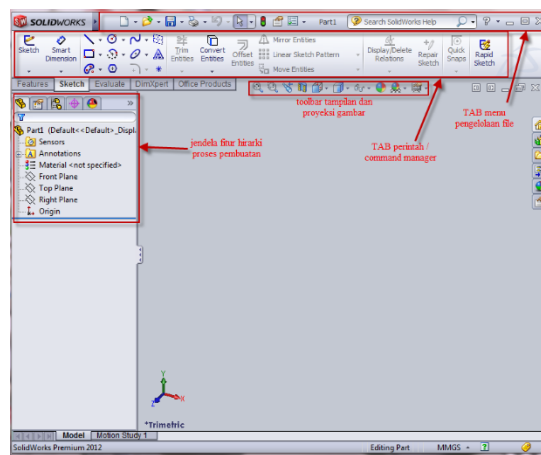 SOLIDWORKS
Part1
Search SolidWorks Help
Sketch
Smart Dimension
Trim Entities
Convert Entities
Offset Entities
Mirror Entities
Linear Sketch Pattern
Move Entities
Display/Delete Relations
Repair Sketch
Quick Snaps
Rapid Sketch
Features
Sketch
Evaluate
DimXpert
Office Products
toolbar tampilan dan
proyeksi gambar
TAB perintah /
command manager
TAB menu
pengelolaan file
jendela fitur hirarki
proses pembuatan
Part1 (Default<<Default>_Displ
Sensors
Annotations
Material <not specified>
Front Plane
Top Plane
Right Plane
Origin
Y
Z
X
*Trimetric
Model
Motion Study 1
SolidWorks Premium 2012
Editing Part
MMGS